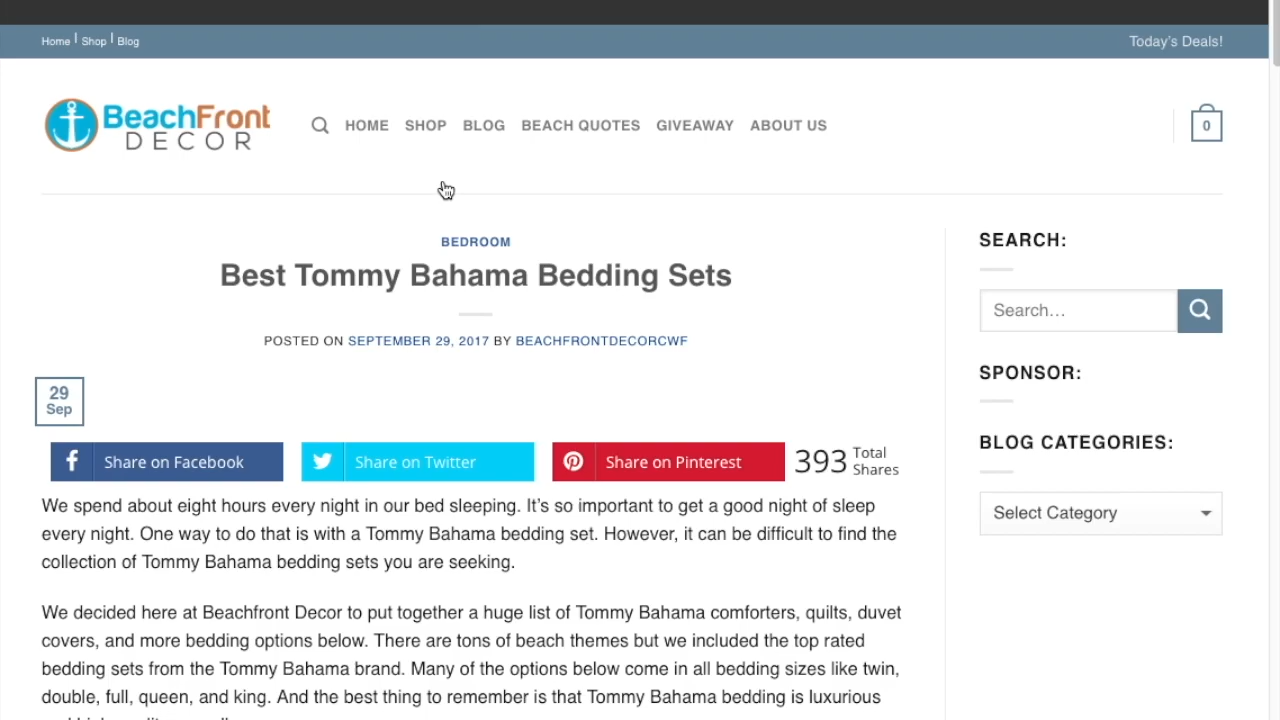 Home | Shop | Blog
Today's Deals!
BeachFront
DECOR
HOME SHOP BLOG BEACH QUOTES GIVEAWAY ABOUT US
0
BEDROOM
Best Tommy Bahama Bedding Sets
POSTED ON SEPTEMBER 29, 2017 BY BEACHFRONTDECORCWF
29
Sep
Share on Facebook
Share on Twitter
Share on Pinterest
393 Total
Shares
We spend about eight hours every night in our bed sleeping. It's so important to get a good night of sleep
every night. One way to do that is with a Tommy Bahama bedding set. However, it can be difficult to find the
collection of Tommy Bahama bedding sets you are seeking.
We decided here at Beachfront Decor to put together a huge list of Tommy Bahama comforters, quilts, duvet
covers, and more bedding options below. There are tons of beach themes but we included the top rated
bedding sets from the Tommy Bahama brand. Many of the options below come in all bedding sizes like twin,
double, full, queen, and king. And the best thing to remember is that Tommy Bahama bedding is luxurious
SEARCH:
Search…
SPONSOR:
BLOG CATEGORIES:
Select Category